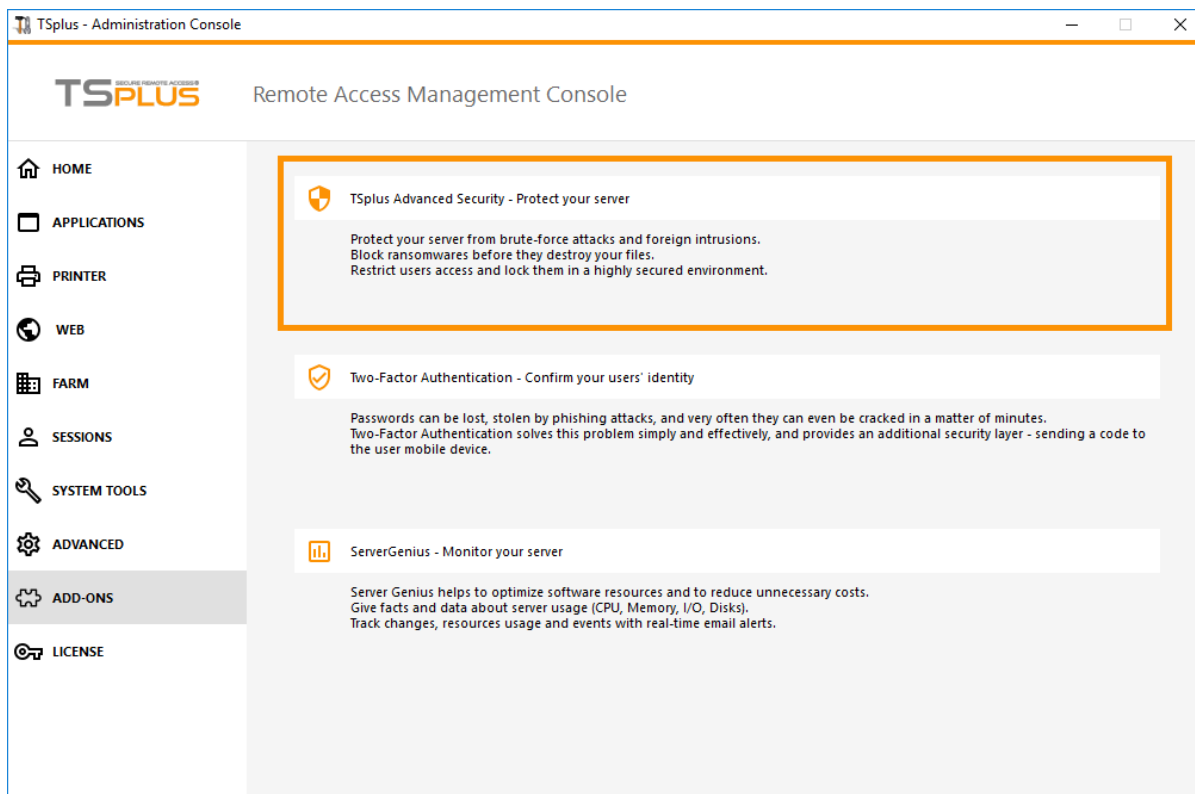 TSplus - Administration Console
TSPLUS
SECURE REMOTE ACCESS®
Remote Access Management Console
HOME
APPLICATIONS
PRINTER
WEB
FARM
SESSIONS
SYSTEM TOOLS
ADVANCED
ADD-ONS
LICENSE
TSplus Advanced Security - Protect your server
Protect your server from brute-force attacks and foreign intrusions.
Block ransomwares before they destroy your files.
Restrict users access and lock them in a highly secured environment.
Two-Factor Authentication - Confirm your users' identity
Passwords can be lost, stolen by phishing attacks, and very often they can even be cracked in a matter of minutes.
Two-Factor Authentication solves this problem simply and effectively, and provides an additional security layer - sending a code to
the user mobile device.
ServerGenius - Monitor your server
Server Genius helps to optimize software resources and to reduce unnecessary costs.
Give facts and data about server usage (CPU, Memory, I/O, Disks).
Track changes, resources usage and events with real-time email alerts.